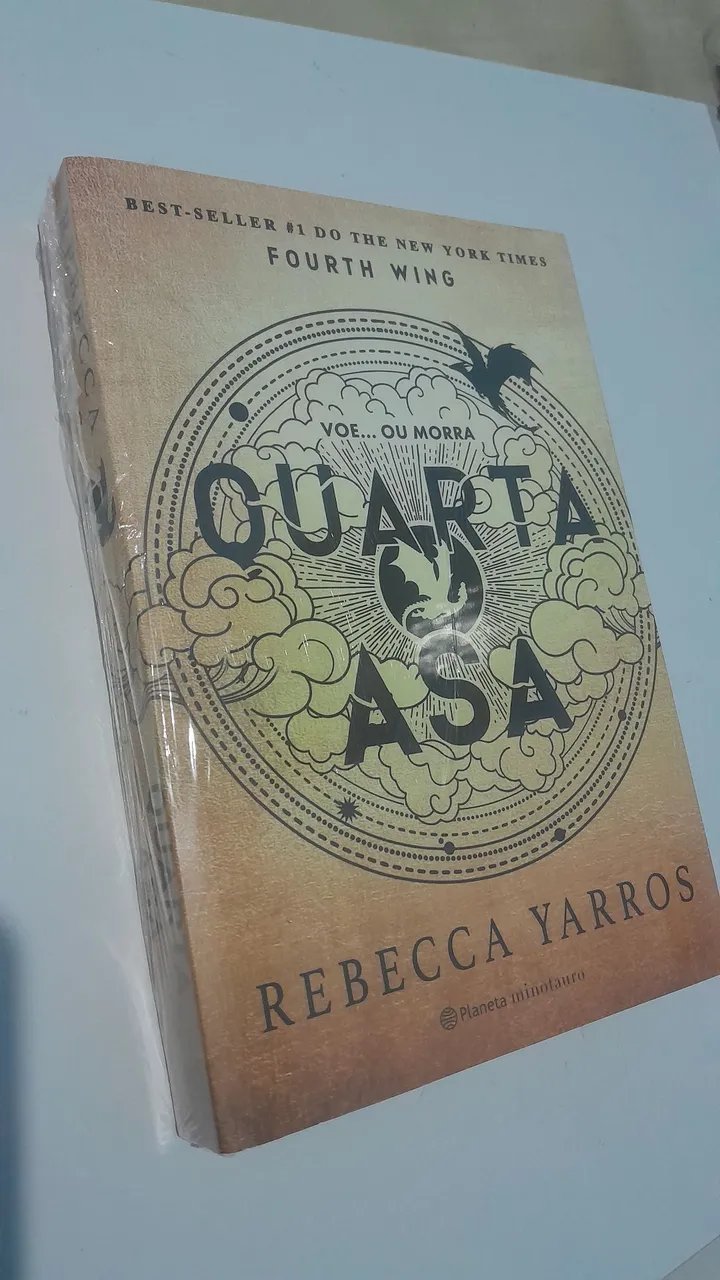 BEST-SELLER #1 DO THE NEW YORK TIMES
FOURTH WING
VOE... OU MORRA
QUARTA
ASA
REBECCA YARROS
Planeta minotauro